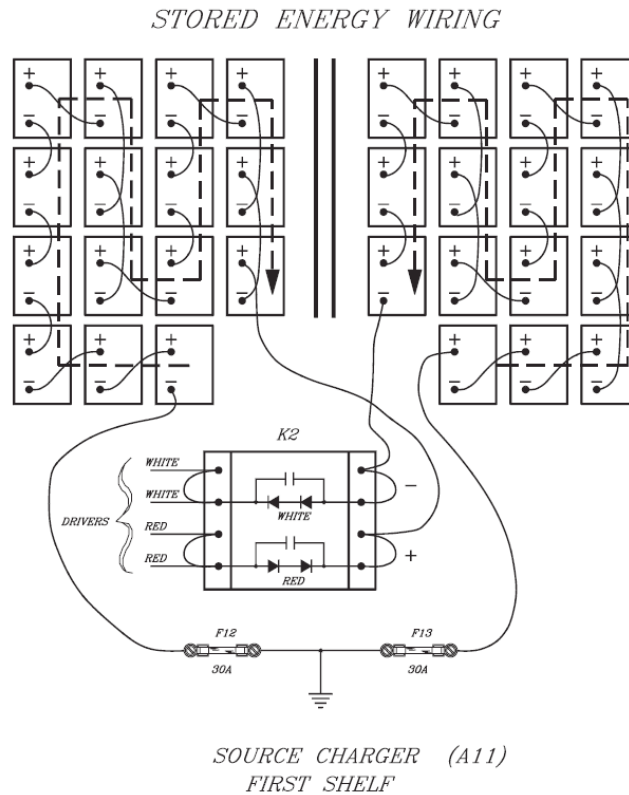 STORED ENERGY WIRING
+ + + + + + + +
− − − − − − − −
+ + + + + + + +
− − − − − − − −
+ + + + + + + +
− − − − − − − −
+ + + + + +
− − − − − −
K2
WHITE
WHITE
−
WHITE
DRIVERS
RED
RED
+
RED
F12
F13
30A
30A
SOURCE CHARGER (A11)
FIRST SHELF